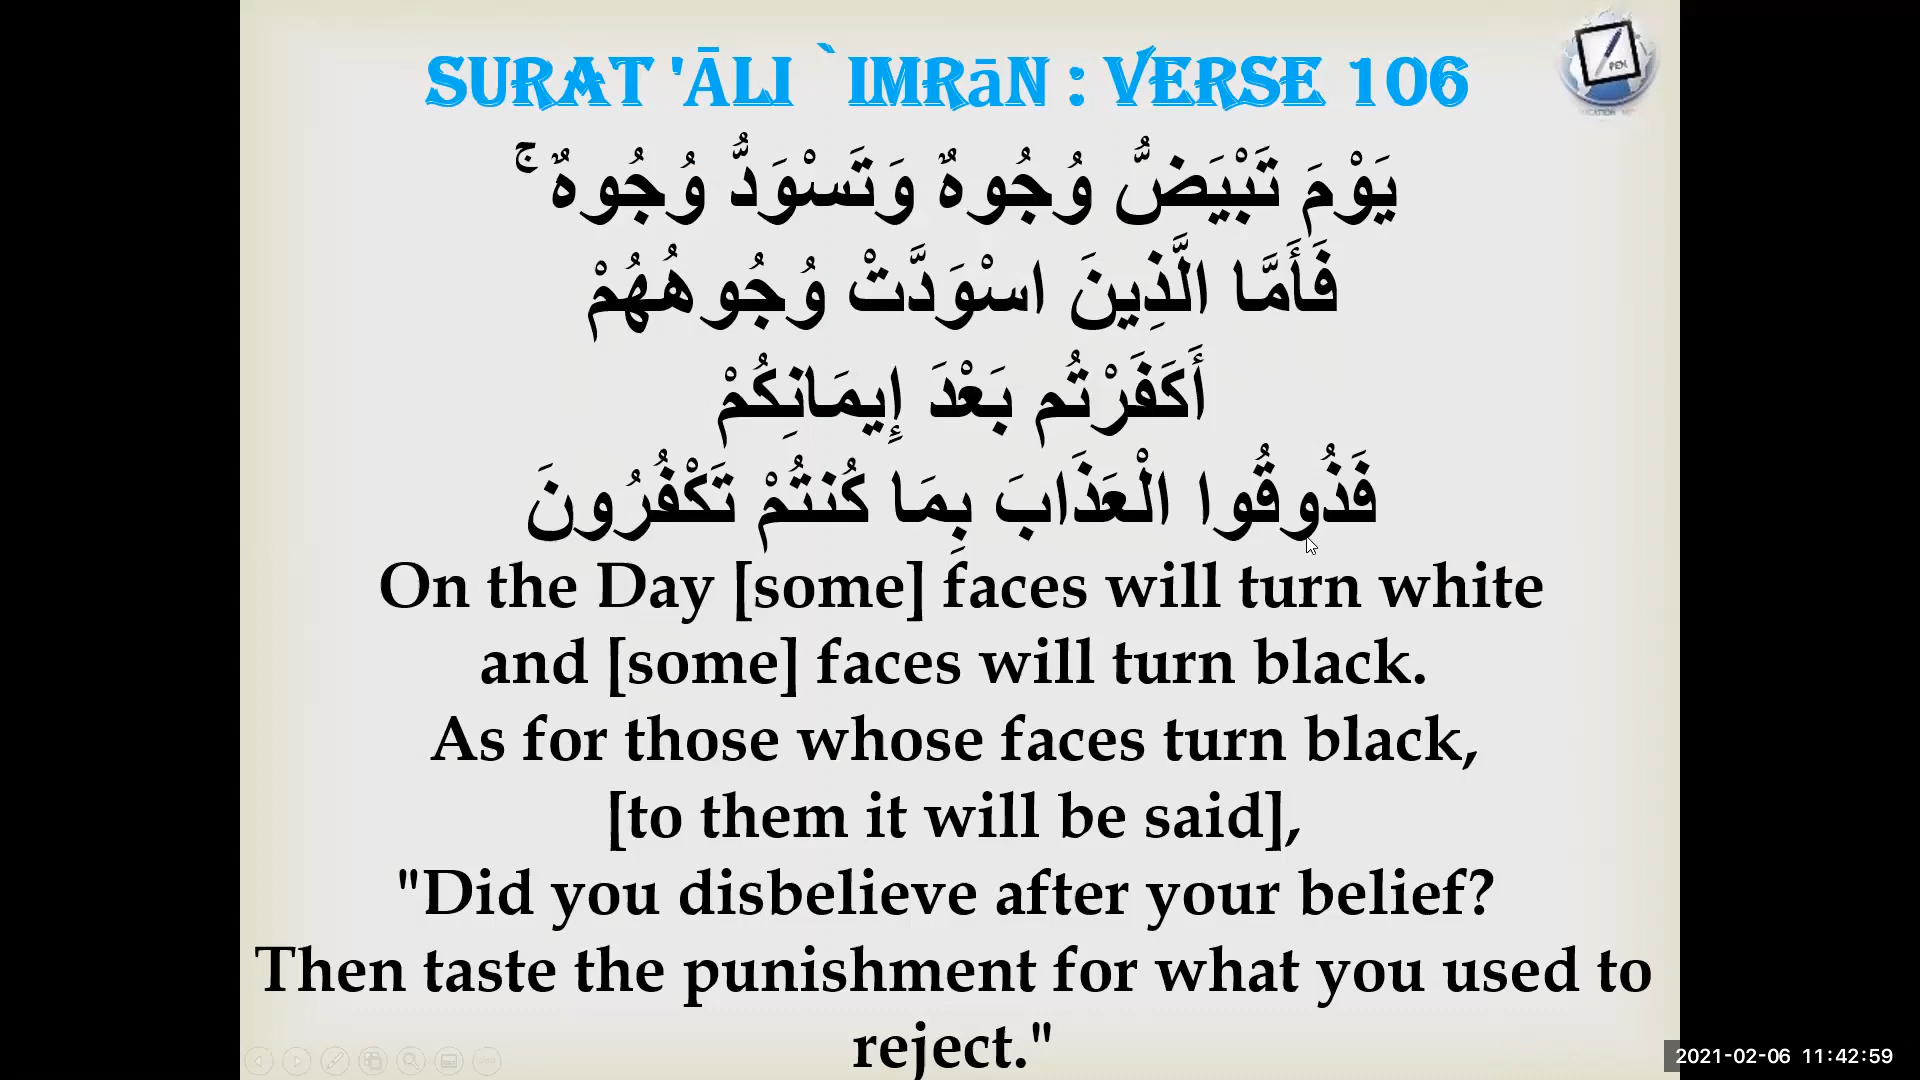 SURAT 'ĀLI `IMRāN : VERSE 106
PEN
يَوْمَ تَبْيَضُّ وُجُوهٌ وَتَسْوَدُّ وُجُوهٌ ۚ
فَأَمَّا الَّذِينَ اسْوَدَّتْ وُجُوهُهُمْ
أَكَفَرْتُم بَعْدَ إِيمَانِكُمْ
فَذُوقُوا الْعَذَابَ بِمَا كُنتُمْ تَكْفُرُونَ
On the Day [some] faces will turn white
and [some] faces will turn black.
As for those whose faces turn black,
[to them it will be said],
"Did you disbelieve after your belief?
Then taste the punishment for what you used to
reject."
2021-02-06 11:42:59